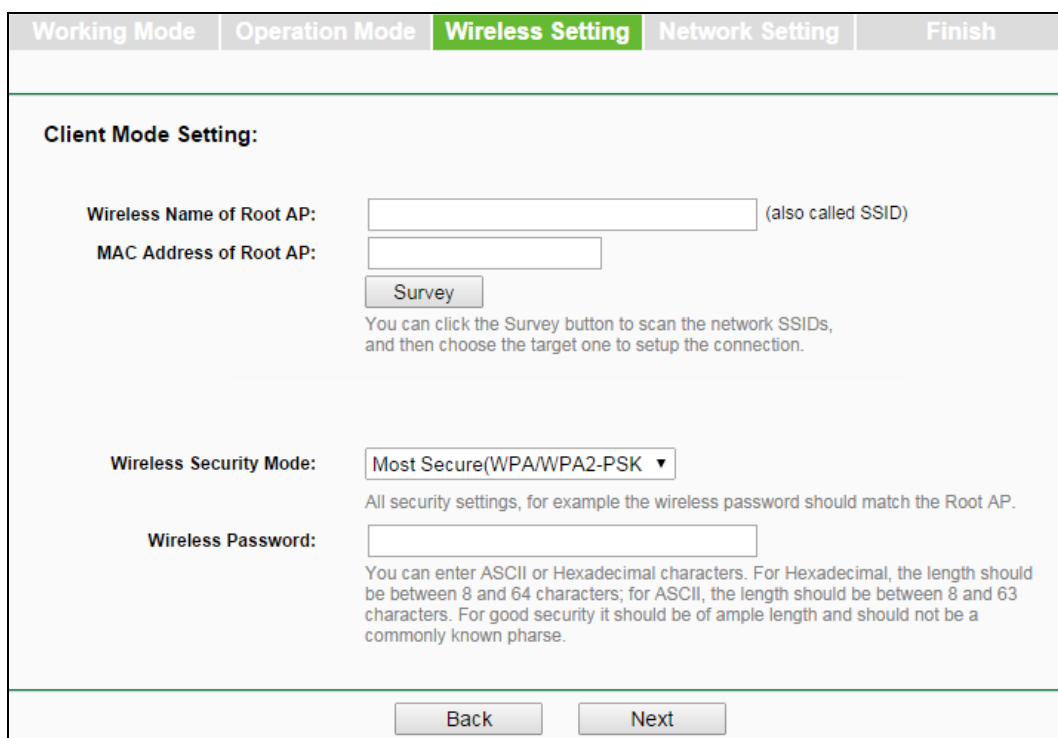 Working Mode Operation Mode Wireless Setting Network Setting Finish
Client Mode Setting:
Wireless Name of Root AP: (also called SSID)
MAC Address of Root AP:
Survey
You can click the Survey button to scan the network SSIDs,
and then choose the target one to setup the connection.
Wireless Security Mode: Most Secure(WPA/WPA2-PSK
All security settings, for example the wireless password should match the Root AP.
Wireless Password:
You can enter ASCII or Hexadecimal characters. For Hexadecimal, the length should
be between 8 and 64 characters; for ASCII, the length should be between 8 and 63
characters. For good security it should be of ample length and should not be a
commonly known pharse.
Back Next